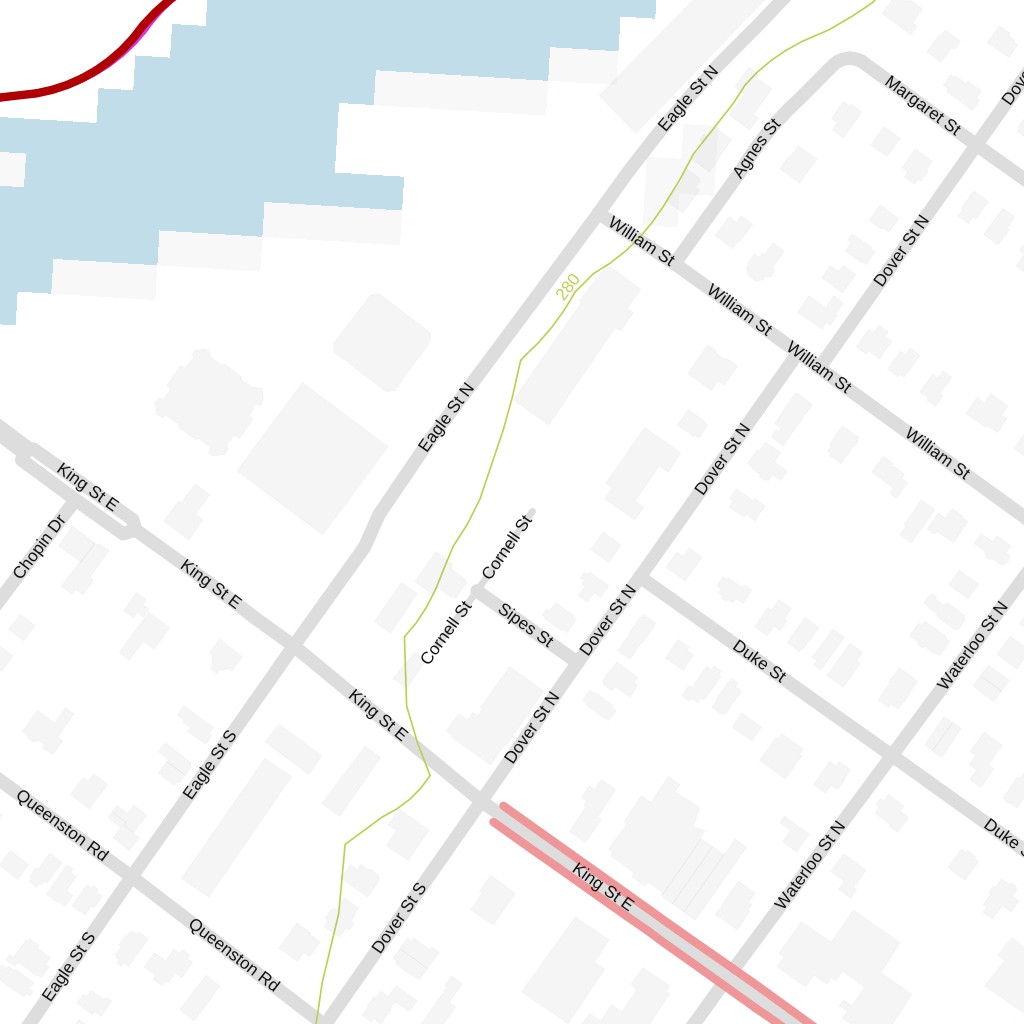 Eagle St N
Margaret St
Dov
Agnes St
William St
Dover St N
280
William St
William St
Eagle St N
Dover St N
William St
King St E
Chopin Dr
Cornell St
King St E
Cornell St
Sipes St
Dover St N
Waterloo St N
Duke St
King St E
Dover St N
Eagle St S
Queenston Rd
Duke S
Waterloo St N
King St E
Dover St S
Queenston Rd
Eagle St S